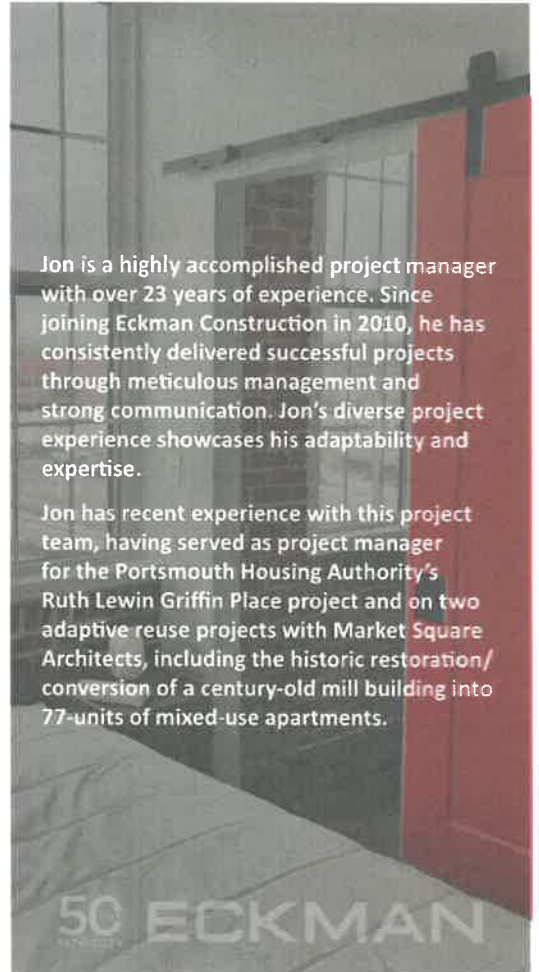 Jon is a highly accomplished project manager
with over 23 years of experience. Since
joining Eckman Construction in 2010, he has
consistently delivered successful projects
through meticulous management and
strong communication. Jon's diverse project
experience showcases his adaptability and
expertise.
Jon has recent experience with this project
team, having served as project manager
for the Portsmouth Housing Authority's
Ruth Lewin Griffin Place project and on two
adaptive reuse projects with Market Square
Architects, including the historic restoration/
conversion of a century-old mill building into
77-units of mixed-use apartments.
50 ECKMAN